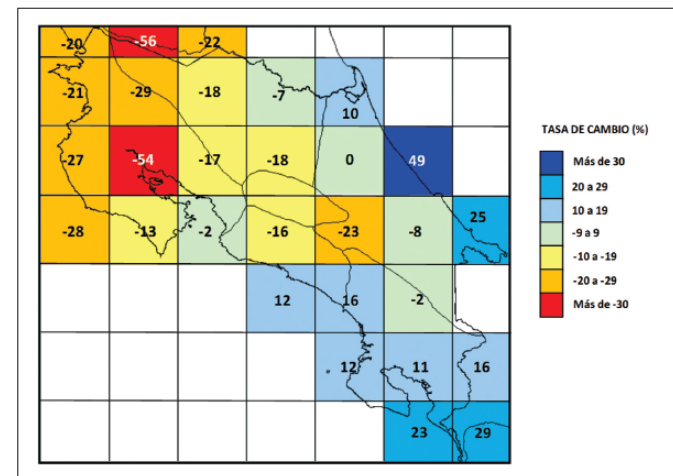 -20 -56 -22
-21 -29 -18 -7 10
-27 -54 -17 -18 0 49
-28 -13 -2 -16 -23 -8 25
12 16 -2
12 11 16
23 29
TASA DE CAMBIO (%)
Más de 30
20 a 29
10 a 19
-9 a 9
-10 a -19
-20 a -29
Más de -30